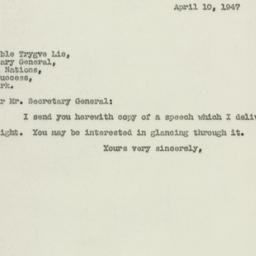 April 10, 1947
ble Trygve Lie,
ary General,
Nations,
uccess,
rk.
r Mr. Secretary General:
I send you herewith copy of a speech which I deliv
ight. You may be interested in glancing through it.
Yours very sincerely,